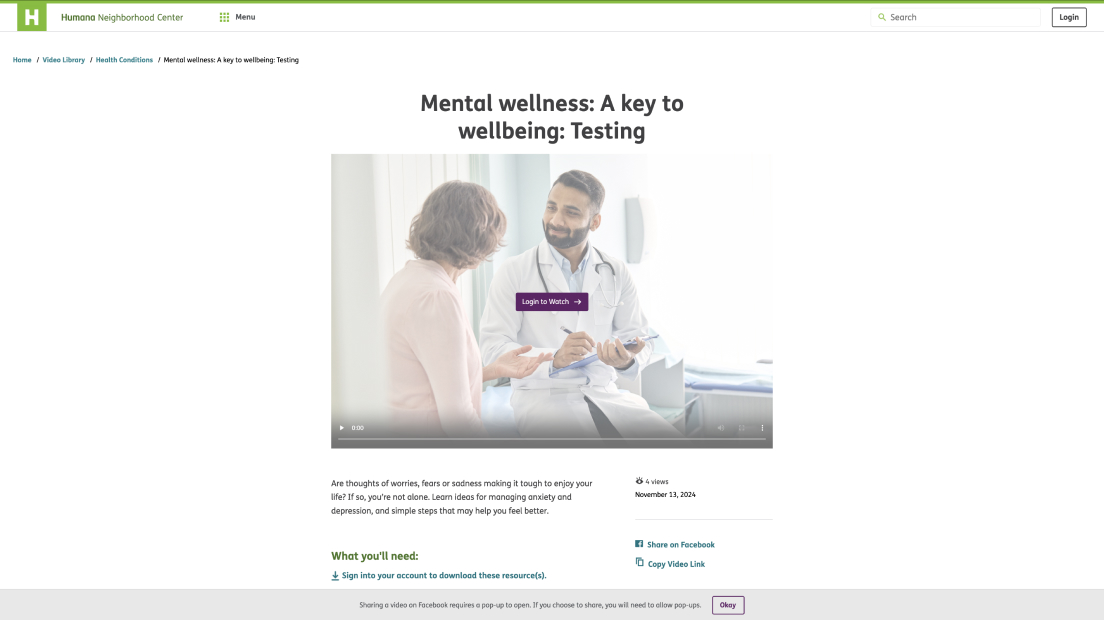 H Humana Neighborhood Center Menu Search Login
Home / Video Library / Health Conditions / Mental wellness: A key to wellbeing: Testing
Mental wellness: A key to
wellbeing: Testing
Login to Watch →
0:00
Are thoughts of worries, fears or sadness making it tough to enjoy your
life? If so, you're not alone. Learn ideas for managing anxiety and
depression, and simple steps that may help you feel better.
What you'll need:
Sign into your account to download these resource(s).
4 views
November 13, 2024
Share on Facebook
Copy Video Link
Sharing a video on Facebook requires a pop-up to open. If you choose to share, you will need to allow pop-ups. Okay